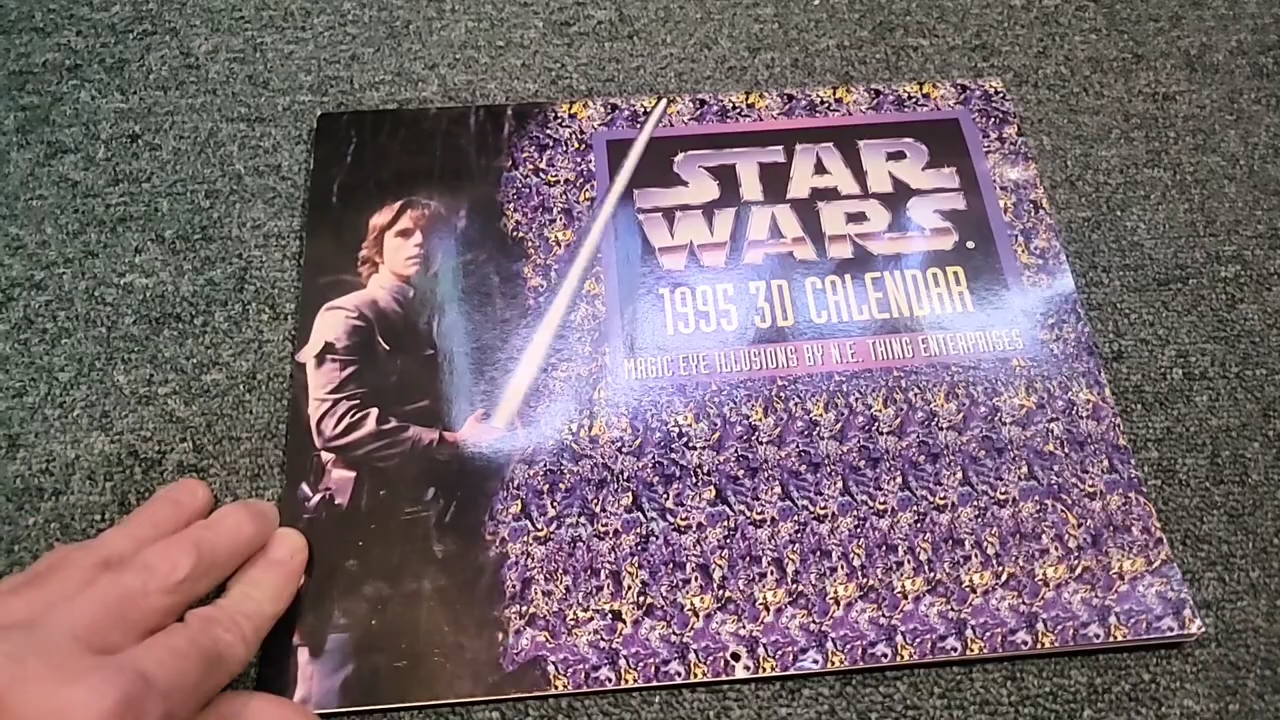 STAR
WARS.
1995 3D CALENDAR
MAGIC EYE ILLUSIONS BY N.E. THING ENTERPRISES